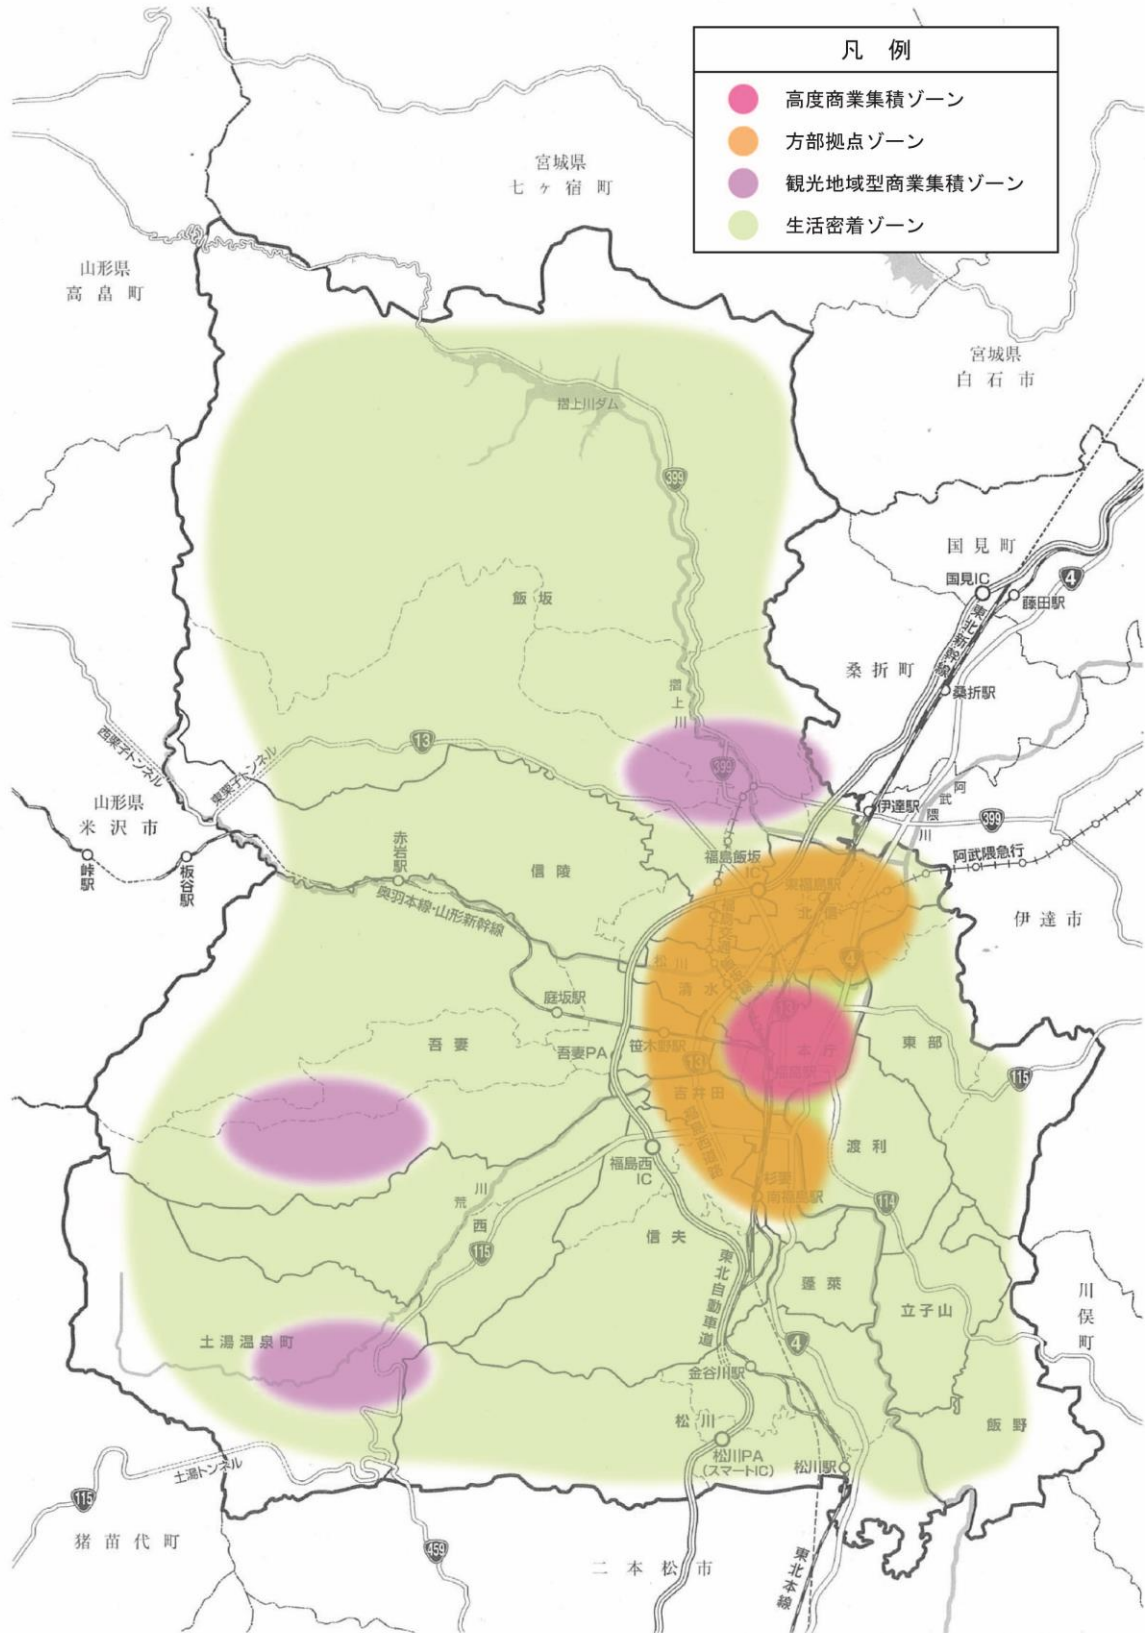 凡 例
高度商業集積ゾーン
方部拠点ゾーン
観光地域型商業集積ゾーン
生活密着ゾーン
宮城県
七ヶ宿町
山形県
高畠町
宮城県
白石市
摺上川ダム
399
国見町
国見IC
4
藤田駅
東北新幹線
飯坂
桑折町
桑折駅
摺上川
13
西栗子トンネル
東栗子トンネル
399
山形県
米沢市
伊達駅
阿武隈川
399
峠駅
板谷駅
赤岩駅
信陵
福島飯坂
IC
阿武隈急行
東福島駅
奥羽本線・山形新幹線
北信
伊達市
松川
4
清水
庭坂駅
13
吾妻
吾妻PA
笹木野駅
本庁
東部
福島駅
13
115
吉井田
渡利
福島西
IC
杉妻
南福島駅
荒川
西
114
115
信夫
東北自動車道
蓬莱
立子山
川俣町
土湯温泉町
4
金谷川駅
松川
飯野
松川PA
(スマートIC)
松川駅
土湯トンネル
115
猪苗代町
459
二本松市
東北本線